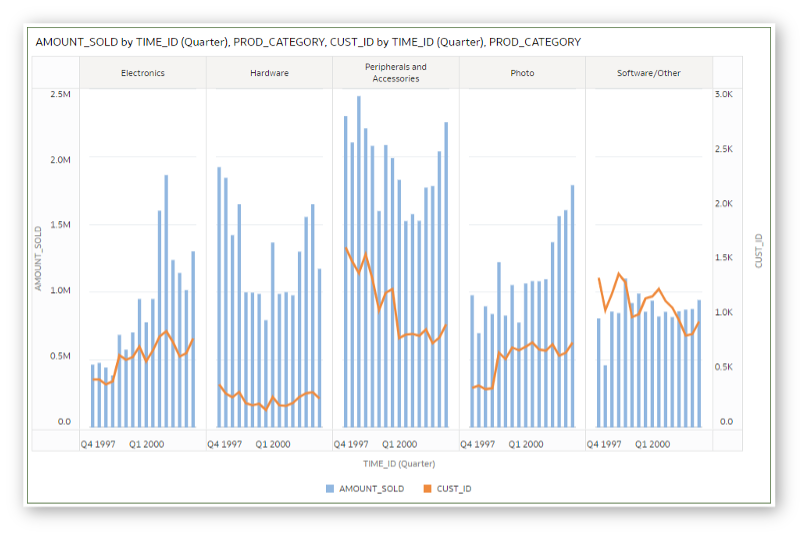 AMOUNT_SOLD by TIME_ID (Quarter), PROD_CATEGORY, CUST_ID by TIME_ID (Quarter), PROD_CATEGORY
Electronics
Hardware
Peripherals and
Accessories
Photo
Software/Other
2.5M
2.0M
1.5M
1.0M
0.5M
0.0
AMOUNT_SOLD
3.0K
2.5K
2.0K
1.5K
1.0K
0.5K
0.0
CUST_ID
Q4 1997 Q1 2000
Q4 1997 Q1 2000
Q4 1997 Q1 2000
Q4 1997 Q1 2000
Q4 1997 Q1 2000
TIME_ID (Quarter)
AMOUNT_SOLD CUST_ID